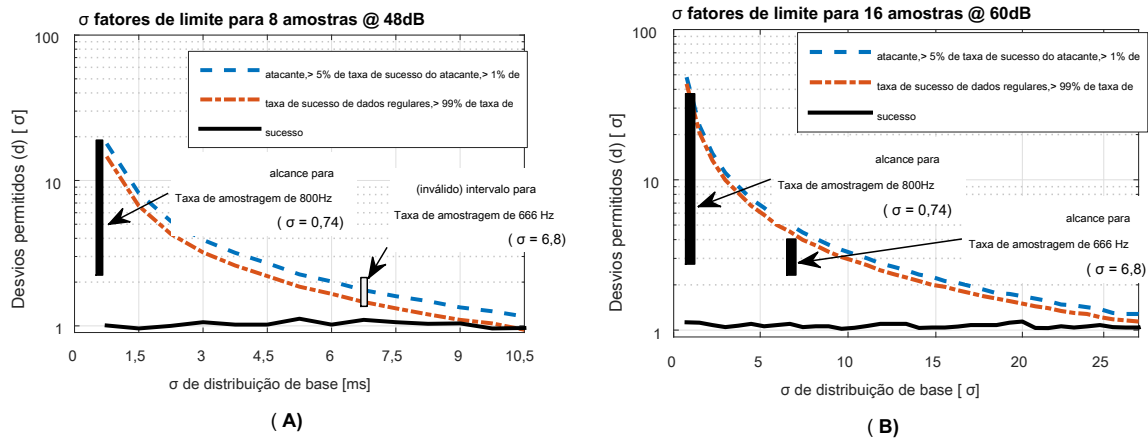 σ fatores de limite para 8 amostras @ 48dB
100
10
1
Desvios permitidos (d) [ σ]
atacante,> 5% de taxa de sucesso do atacante,> 1% de
taxa de sucesso de dados regulares,> 99% de taxa de
sucesso
alcance para
Taxa de amostragem de 800Hz
( σ = 0,74)
(inválido) intervalo para
Taxa de amostragem de 666 Hz
( σ = 6,8)
0 1,5 3 4,5 6 7,5 9 10,5
σ de distribuição de base [ms]
( A)
σ fatores de limite para 16 amostras @ 60dB
100
10
1
Desvios permitidos (d) [ σ]
atacante,> 5% de taxa de sucesso do atacante,> 1% de
taxa de sucesso de dados regulares,> 99% de taxa de
sucesso
alcance para
Taxa de amostragem de 800Hz
( σ = 0,74)
alcance para
Taxa de amostragem de 666 Hz
( σ = 6,8)
0 5 10 15 20 25
σ de distribuição de base [ σ]
( B)